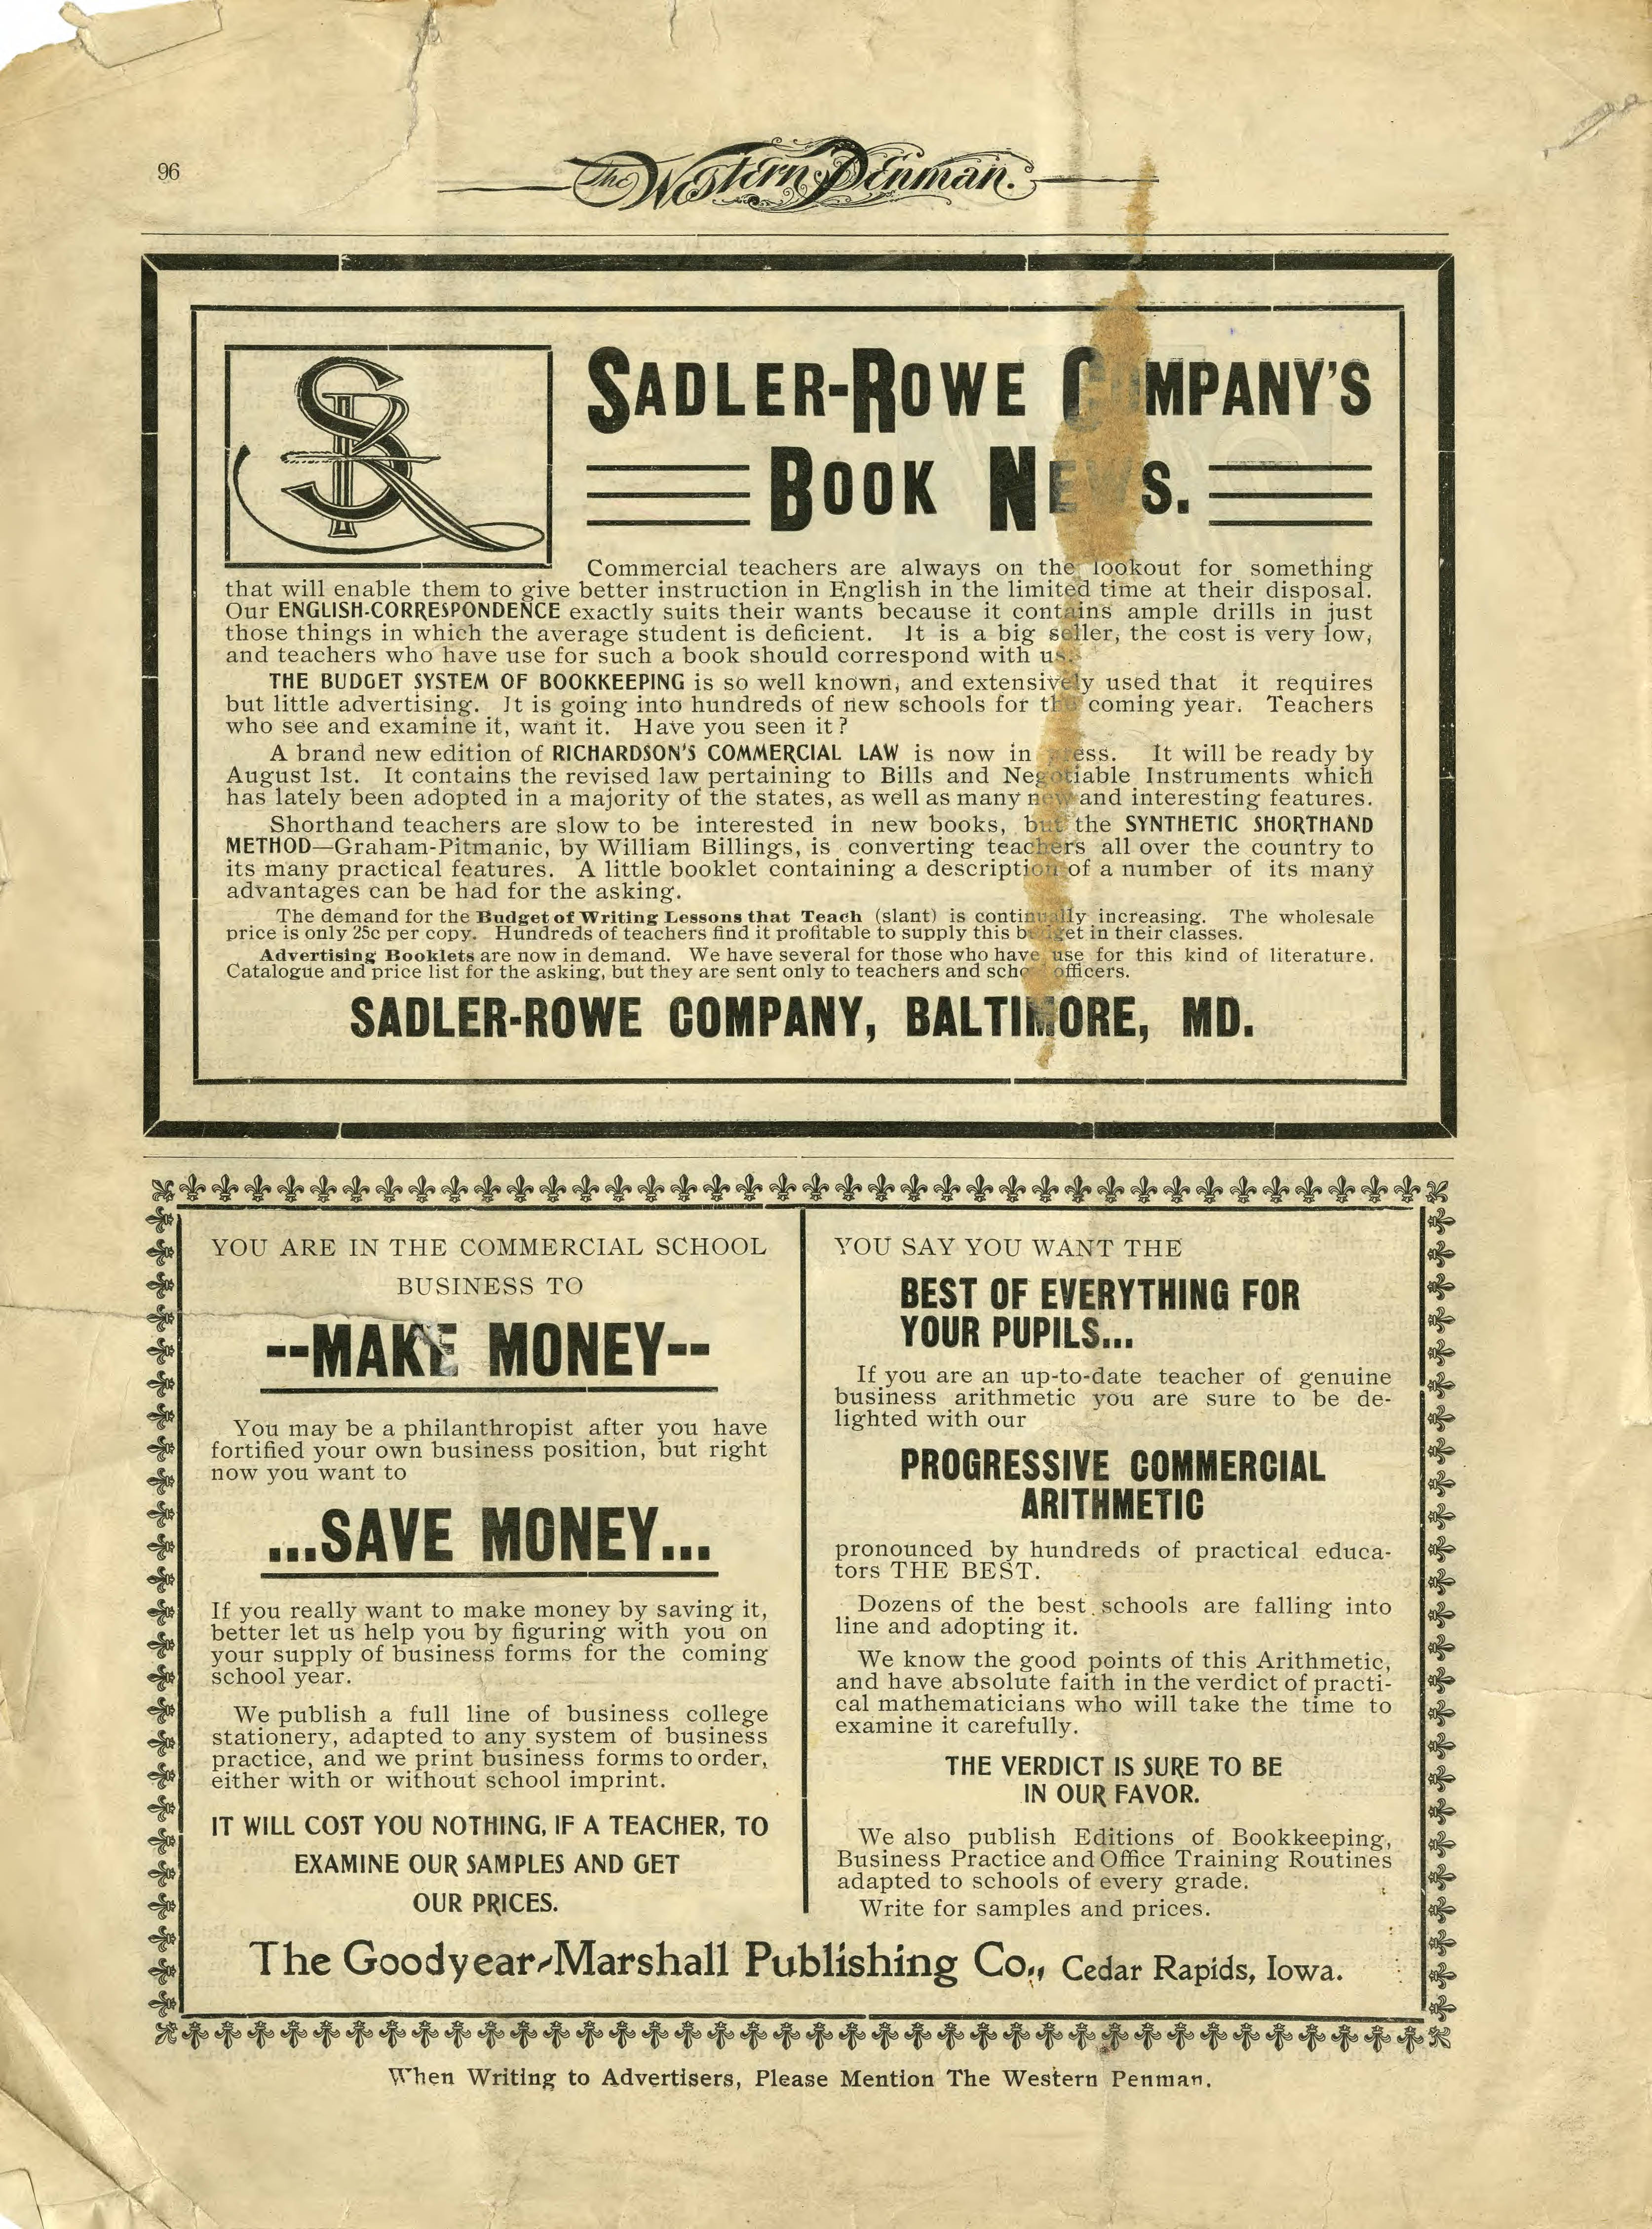 96
The Western Penman.
SR
SADLER-ROWE COMPANY'S
BOOK NEWS.
Commercial teachers are always on the lookout for something
that will enable them to give better instruction in English in the limited time at their disposal.
Our ENGLISH-CORRESPONDENCE exactly suits their wants because it contains ample drills in just
those things in which the average student is deficient. It is a big seller, the cost is very low,
and teachers who have use for such a book should correspond with us.
THE BUDGET SYSTEM OF BOOKKEEPING is so well known, and extensively used that it requires
but little advertising. It is going into hundreds of new schools for the coming year. Teachers
who see and examine it, want it. Have you seen it?
A brand new edition of RICHARDSON'S COMMERCIAL LAW is now in press. It will be ready by
August 1st. It contains the revised law pertaining to Bills and Negotiable Instruments which
has lately been adopted in a majority of the states, as well as many new and interesting features.
Shorthand teachers are slow to be interested in new books, but the SYNTHETIC SHORTHAND
METHOD—Graham-Pitmanic, by William Billings, is converting teachers all over the country to
its many practical features. A little booklet containing a description of a number of its many
advantages can be had for the asking.
The demand for the Budget of Writing Lessons that Teach (slant) is continually increasing. The wholesale
price is only 25c per copy. Hundreds of teachers find it profitable to supply this budget in their classes.
Advertising Booklets are now in demand. We have several for those who have use for this kind of literature.
Catalogue and price list for the asking, but they are sent only to teachers and school officers.
SADLER-ROWE COMPANY, BALTIMORE, MD.
YOU ARE IN THE COMMERCIAL SCHOOL
BUSINESS TO
--MAKE MONEY--
You may be a philanthropist after you have
fortified your own business position, but right
now you want to
...SAVE MONEY...
If you really want to make money by saving it,
better let us help you by figuring with you on
your supply of business forms for the coming
school year.
We publish a full line of business college
stationery, adapted to any system of business
practice, and we print business forms to order,
either with or without school imprint.
IT WILL COST YOU NOTHING, IF A TEACHER, TO
EXAMINE OUR SAMPLES AND GET
OUR PRICES.
YOU SAY YOU WANT THE
BEST OF EVERYTHING FOR
YOUR PUPILS...
If you are an up-to-date teacher of genuine
business arithmetic you are sure to be de-
lighted with our
PROGRESSIVE COMMERCIAL
ARITHMETIC
pronounced by hundreds of practical educa-
tors THE BEST.
Dozens of the best schools are falling into
line and adopting it.
We know the good points of this Arithmetic,
and have absolute faith in the verdict of practi-
cal mathematicians who will take the time to
examine it carefully.
THE VERDICT IS SURE TO BE
IN OUR FAVOR.
We also publish Editions of Bookkeeping,
Business Practice and Office Training Routines
adapted to schools of every grade.
Write for samples and prices.
The Goodyear-Marshall Publishing Co., Cedar Rapids, Iowa.
When Writing to Advertisers, Please Mention The Western Penman.